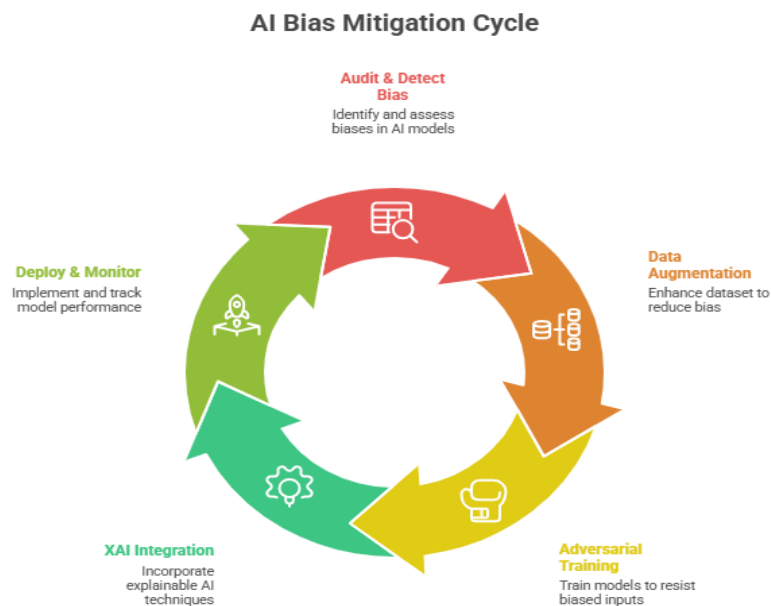 AI Bias Mitigation Cycle
Audit & Detect
Bias
Identify and assess
biases in AI models
Data
Augmentation
Enhance dataset to
reduce bias
Adversarial
Training
Train models to resist
biased inputs
XAI Integration
Incorporate
explainable AI
techniques
Deploy & Monitor
Implement and track
model performance